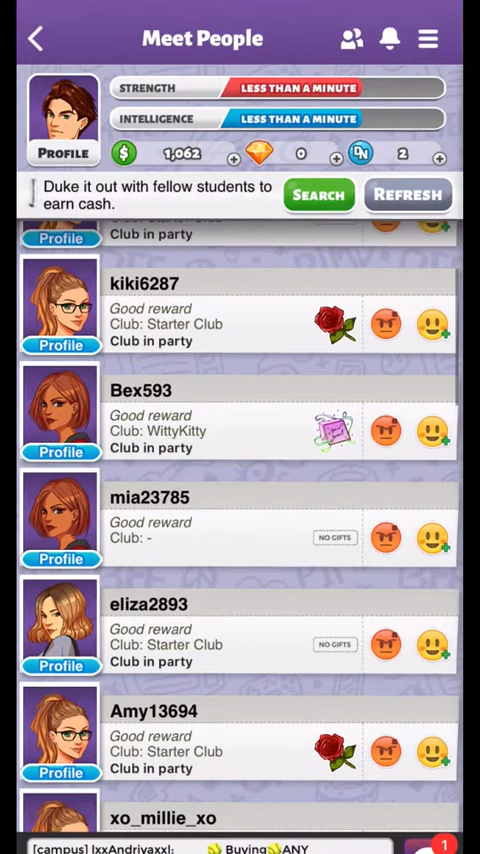 Meet People
STRENGTH
LESS THAN A MINUTE
INTELLIGENCE
LESS THAN A MINUTE
PROFILE
$
1,062
0
DN
2
Duke it out with fellow students to
earn cash.
SEARCH
REFRESH
Profile
Club in party
kiki6287
Good reward
Club: Starter Club
Club in party
Profile
Bex593
Good reward
Club: WittyKitty
Club in party
Profile
mia23785
Good reward
Club: -
NO GIFTS
Profile
eliza2893
Good reward
Club: Starter Club
Club in party
NO GIFTS
Profile
Amy13694
Good reward
Club: Starter Club
Club in party
Profile
xo_millie_xo
Buying
ANY
1